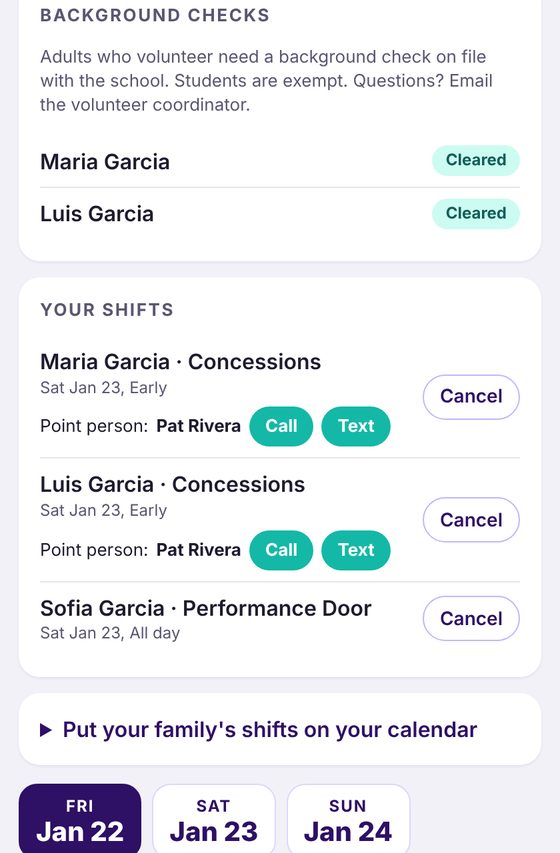 BACKGROUND CHECKS
Adults who volunteer need a background check on file
with the school. Students are exempt. Questions? Email
the volunteer coordinator.
Maria Garcia
Cleared
Luis Garcia
Cleared
YOUR SHIFTS
Maria Garcia · Concessions
Sat Jan 23, Early
Point person: Pat Rivera Call Text
Cancel
Luis Garcia · Concessions
Sat Jan 23, Early
Point person: Pat Rivera Call Text
Cancel
Sofia Garcia · Performance Door
Sat Jan 23, All day
Cancel
Put your family's shifts on your calendar
FRI
Jan 22
SAT
Jan 23
SUN
Jan 24